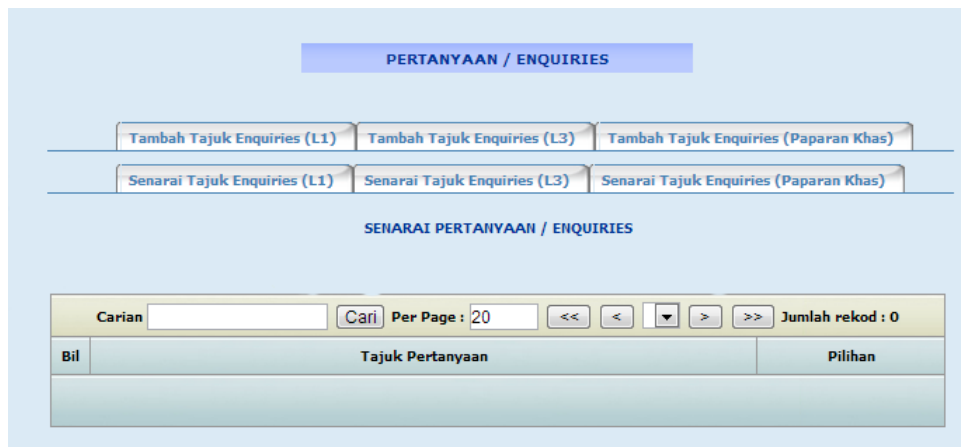 PERTANYAAN / ENQUIRIES
Tambah Tajuk Enquiries (L1) Tambah Tajuk Enquiries (L3) Tambah Tajuk Enquiries (Paparan Khas)
Senarai Tajuk Enquiries (L1) Senarai Tajuk Enquiries (L3) Senarai Tajuk Enquiries (Paparan Khas)
SENARAI PERTANYAAN / ENQUIRIES
Carian Cari Per Page : 20 << < > >> Jumlah rekod : 0
Bil Tajuk Pertanyaan Pilihan